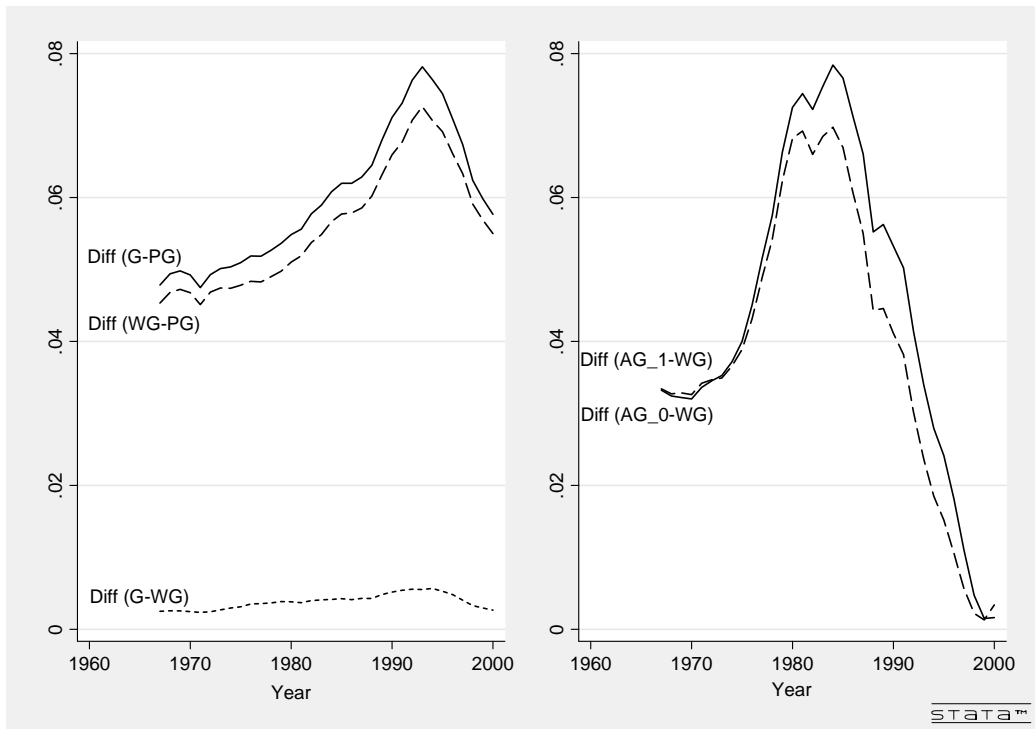 .08
.06
.04
.02
0
Diff (G-PG)
Diff (WG-PG)
Diff (G-WG)
1960 1970 1980 1990 2000
Year
.08
.06
.04
.02
0
Diff (AG_1-WG)
Diff (AG_0-WG)
1960 1970 1980 1990 2000
Year
STATA™